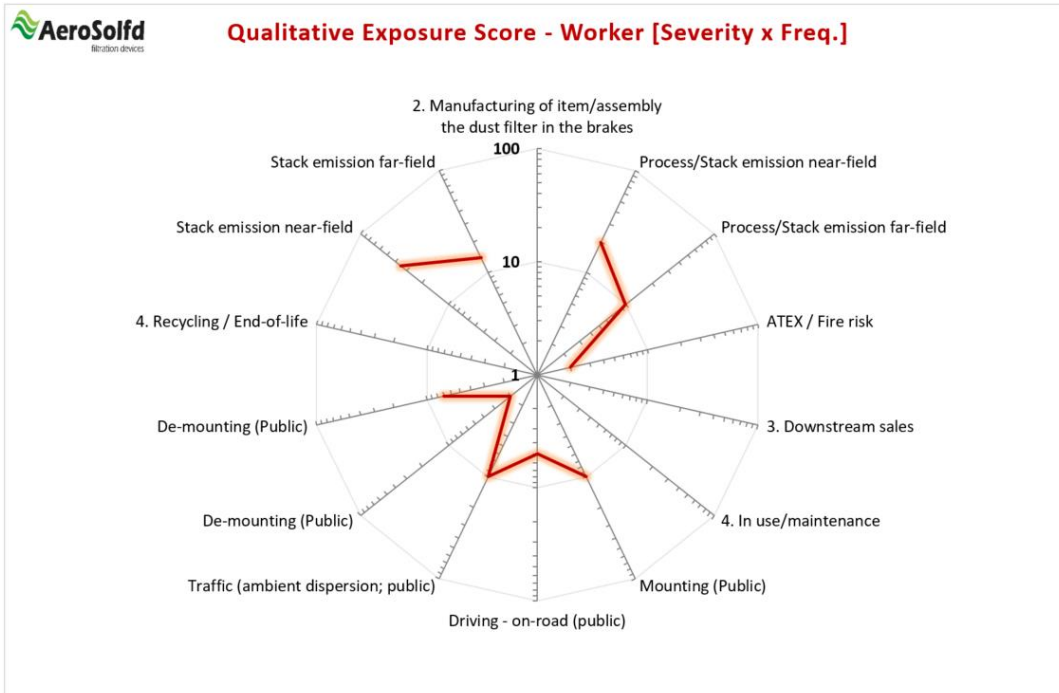 AeroSolfd
filtration devices
Qualitative Exposure Score - Worker [Severity x Freq.]
2. Manufacturing of item/assembly
the dust filter in the brakes
100
Stack emission far-field
Process/Stack emission near-field
Stack emission near-field
Process/Stack emission far-field
10
4. Recycling / End-of-life
ATEX / Fire risk
1
De-mounting (Public)
3. Downstream sales
De-mounting (Public)
4. In use/maintenance
Traffic (ambient dispersion; public)
Mounting (Public)
Driving - on-road (public)